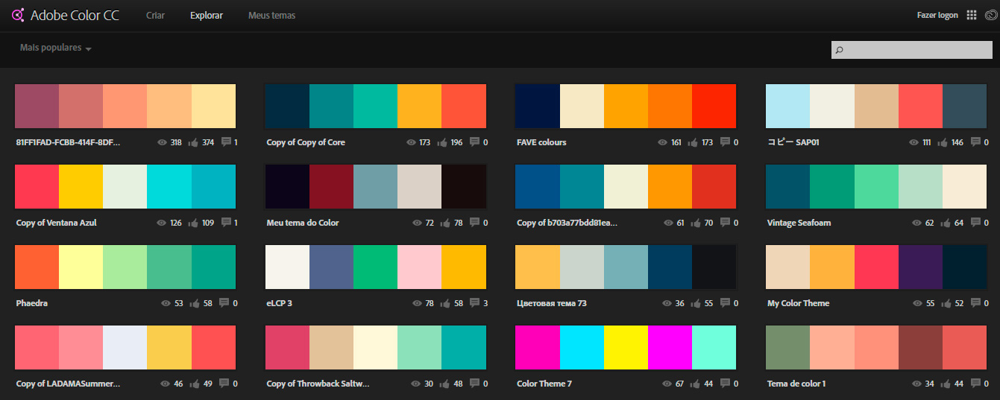 Adobe Color CC Criar Explorar Meus temas Fazer logon
Mais populares
81FF1FAD-FCBB-414F-8DF... 318 374 1
Copy of Copy of Core 173 196 0
FAVE colours 161 173 0
コピー SAP01 111 146 0
Copy of Ventana Azul 126 109 1
Meu tema do Color 72 78 0
Copy of b703a77bdd81ea... 61 70 0
Vintage Seafoam 62 64 0
Phaedra 53 58 0
eLCP 3 78 58 3
Цветовая тема 73 36 55 0
My Color Theme 55 52 0
Copy of LADAMASummer... 46 49 0
Copy of Throwback Saltw... 30 48 0
Color Theme 7 67 44 0
Tema de color 1 34 44 0